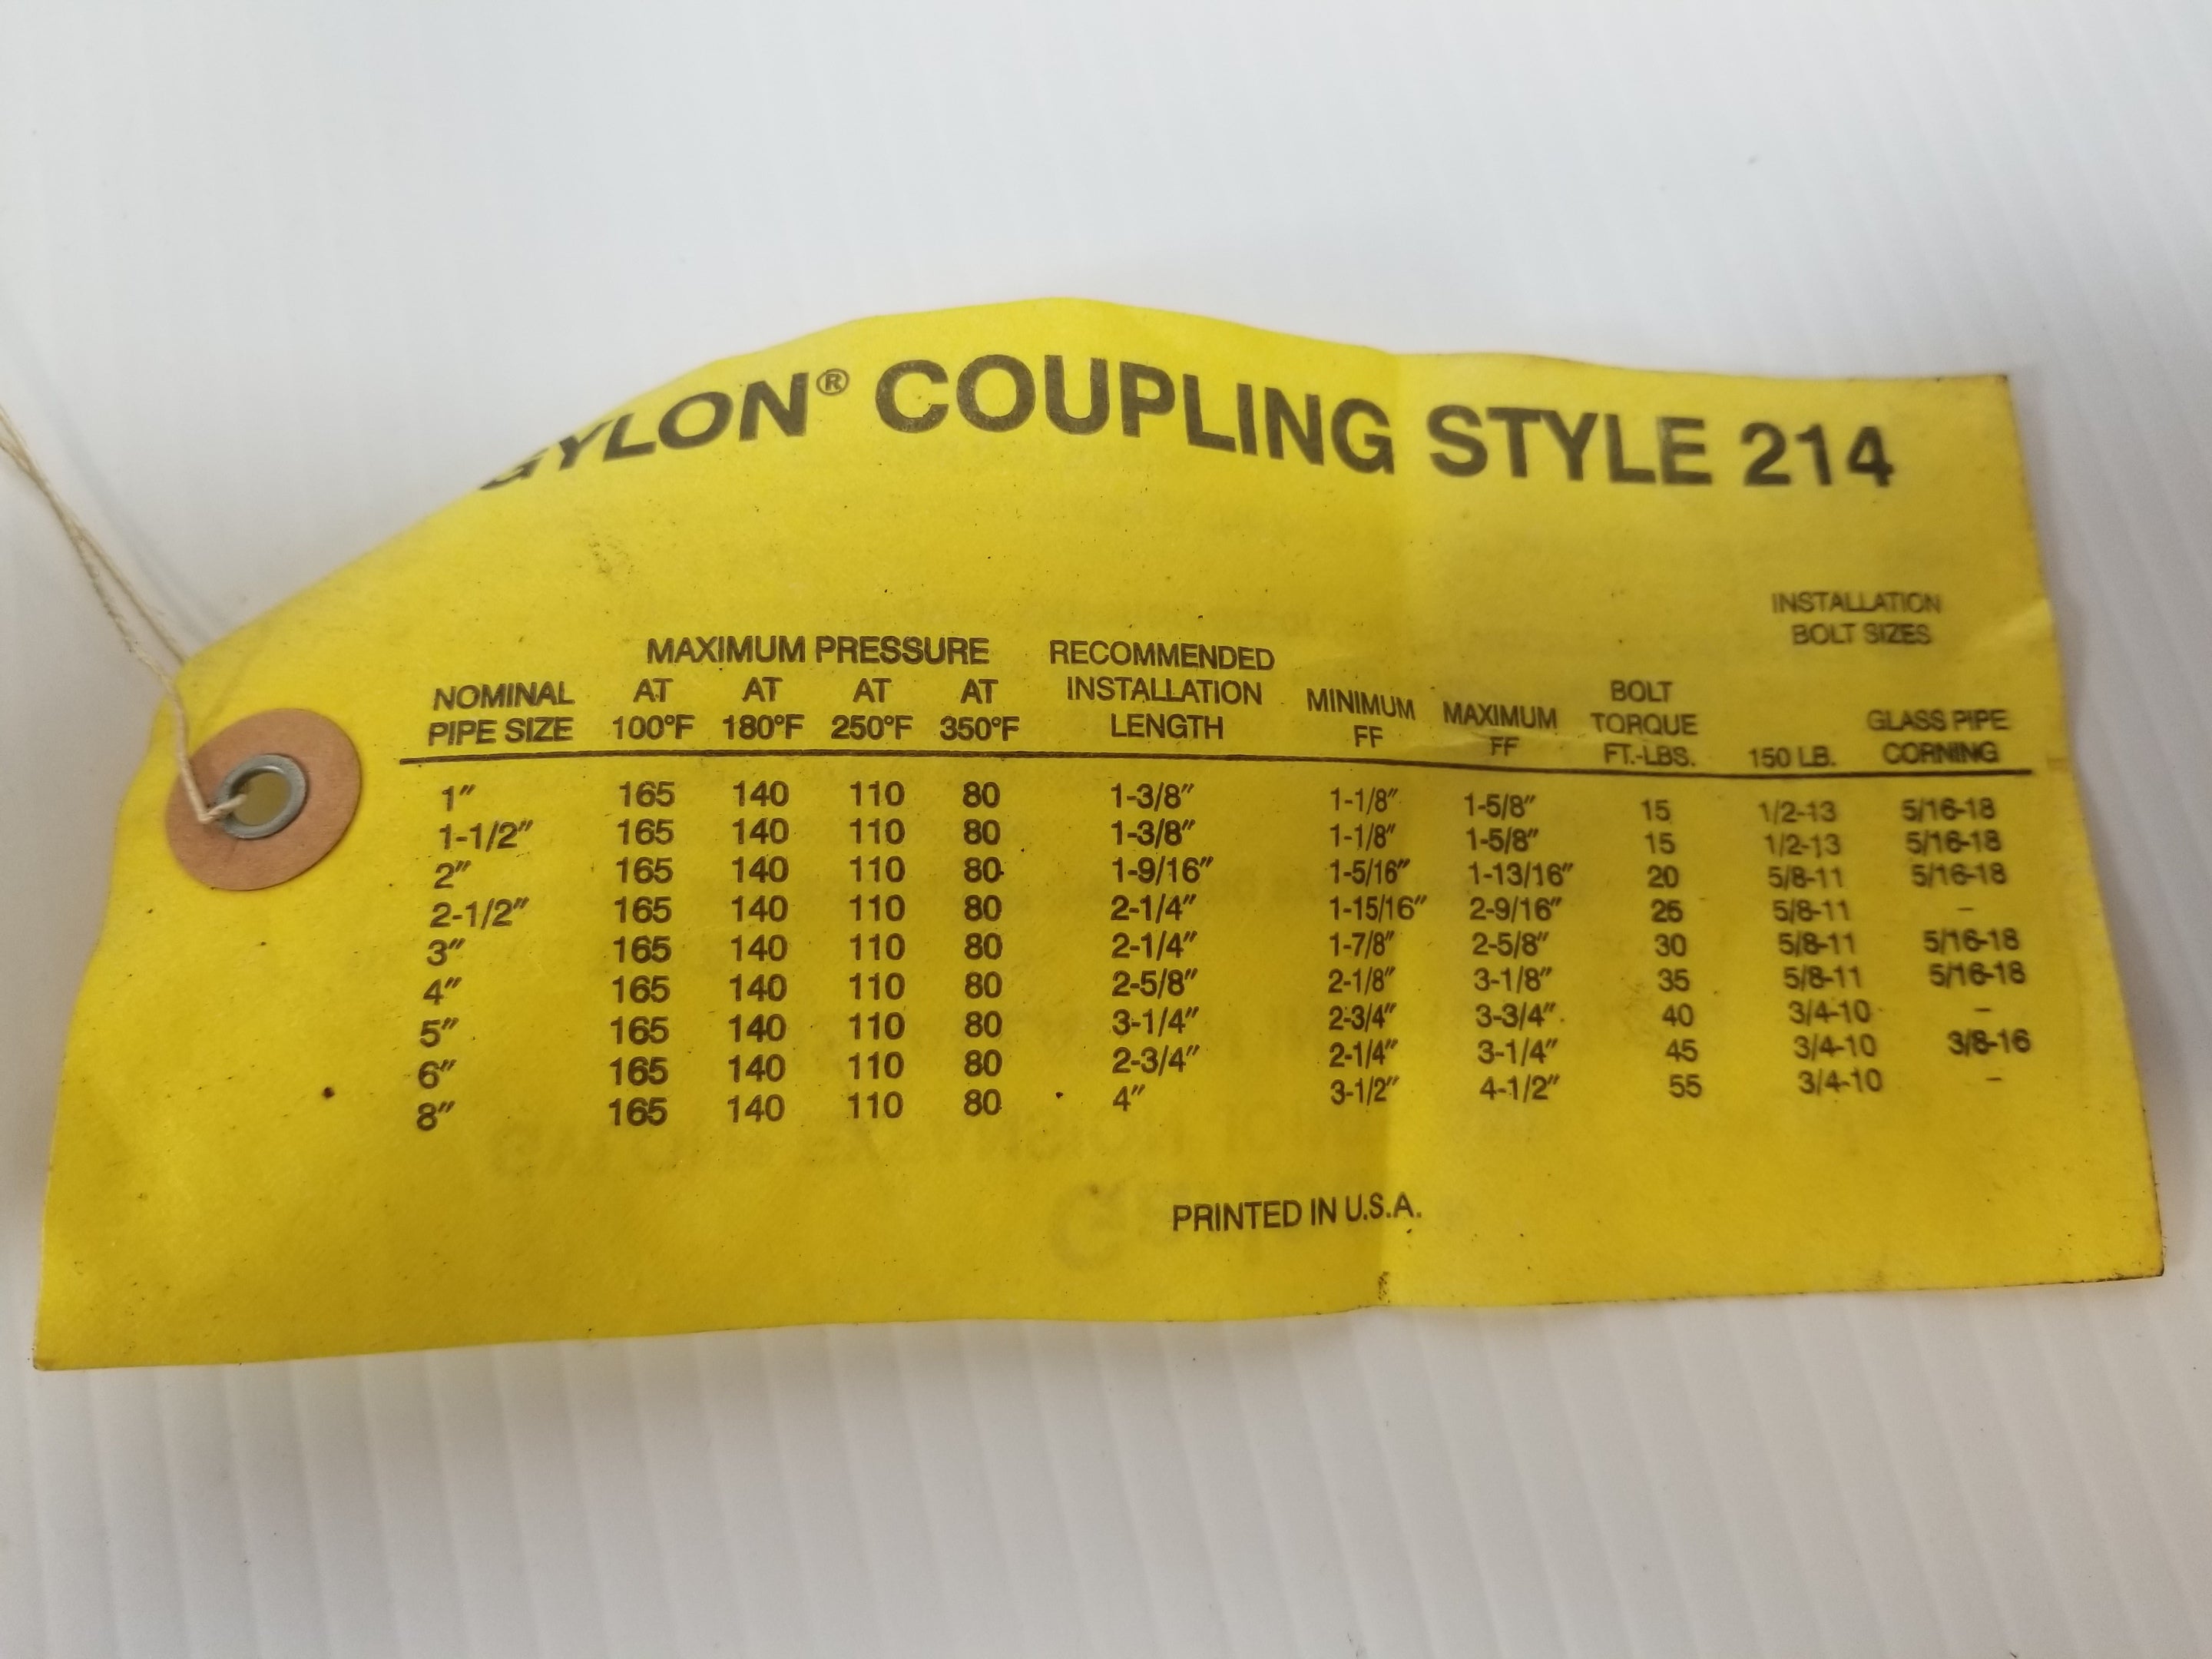 GYLON® COUPLING STYLE 214
INSTALLATION
BOLT SIZES
MAXIMUM PRESSURE RECOMMENDED
NOMINAL AT AT AT AT INSTALLATION MINIMUM MAXIMUM BOLT TORQUE GLASS PIPE
PIPE SIZE 100°F 180°F 250°F 350°F LENGTH FF FF FT.-LBS. 150 LB. CORNING
1" 165 140 110 80 1-3/8" 1-1/8" 1-5/8" 15 1/2-13 5/16-18
1-1/2" 165 140 110 80 1-3/8" 1-1/8" 1-5/8" 15 1/2-13 5/16-18
2" 165 140 110 80 1-9/16" 1-5/16" 1-13/16" 20 5/8-11 5/16-18
2-1/2" 165 140 110 80 2-1/4" 1-15/16" 2-9/16" 25 5/8-11 –
3" 165 140 110 80 2-1/4" 1-7/8" 2-5/8" 30 5/8-11 5/16-18
4" 165 140 110 80 2-5/8" 2-1/8" 3-1/8" 35 5/8-11 5/16-18
5" 165 140 110 80 3-1/4" 2-3/4" 3-3/4" 40 3/4-10 –
6" 165 140 110 80 2-3/4" 2-1/4" 3-1/4" 45 3/4-10 3/8-16
8" 165 140 110 80 4" 3-1/2" 4-1/2" 55 3/4-10 –
PRINTED IN U.S.A.